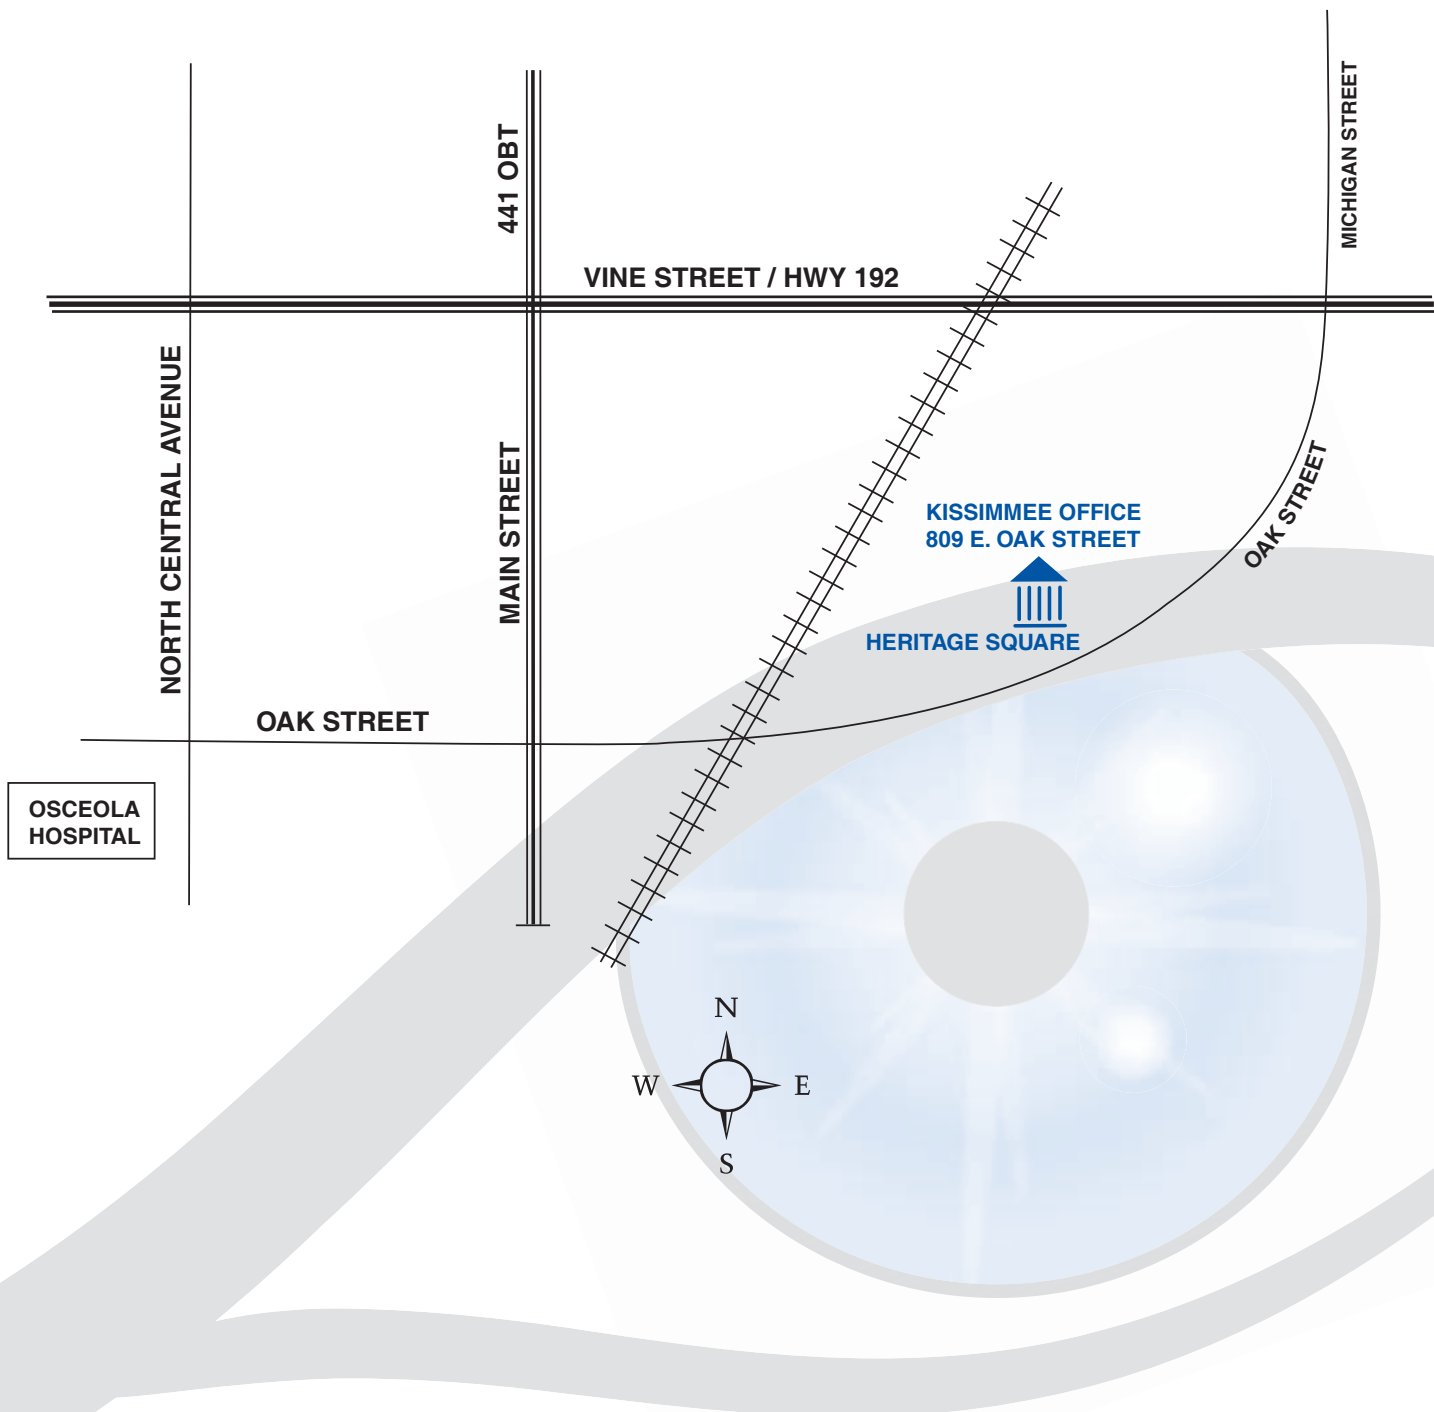 MICHIGAN STREET
441 OBT
VINE STREET / HWY 192
NORTH CENTRAL AVENUE
MAIN STREET
OAK STREET
KISSIMMEE OFFICE
809 E. OAK STREET
HERITAGE SQUARE
OAK STREET
OSCEOLA
HOSPITAL
N
W E
S